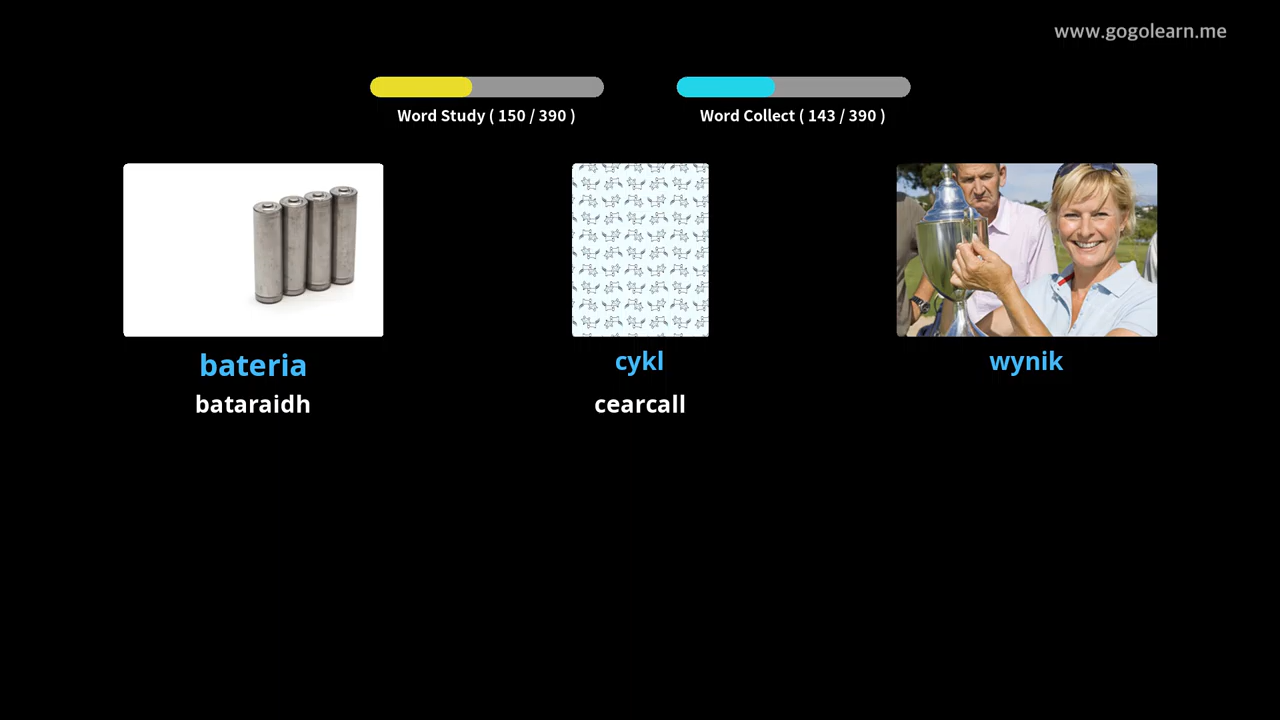 www.gogolearn.me
Word Study ( 150 / 390 )
Word Collect ( 143 / 390 )
bateria
cykl
wynik
bataraidh
cearcall